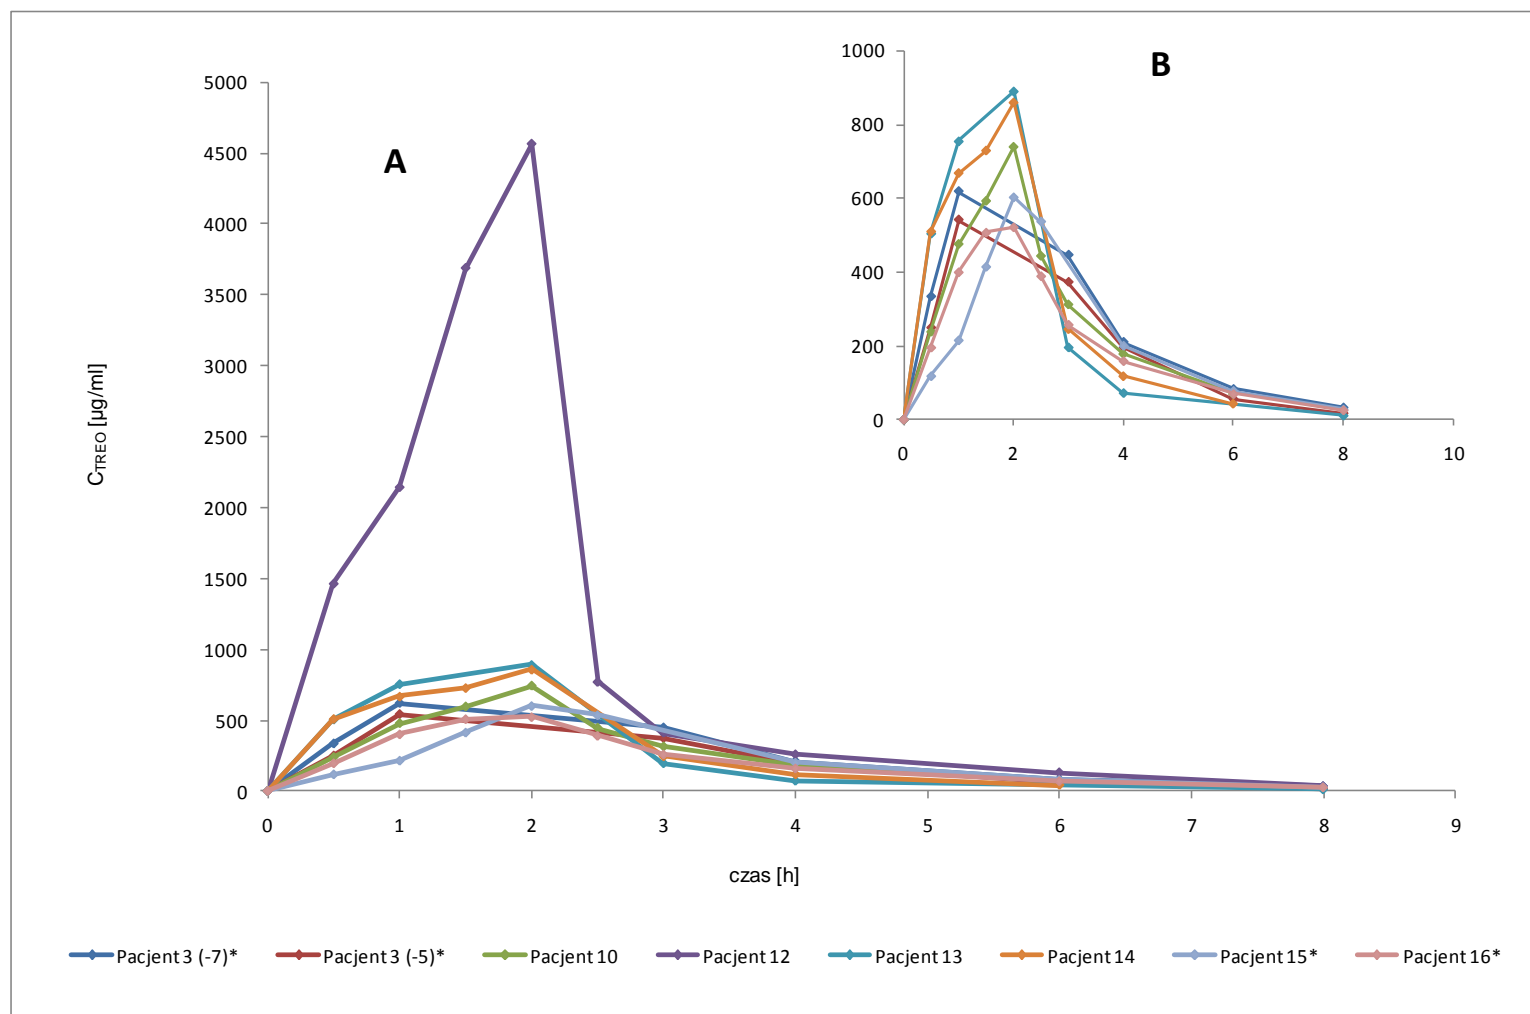 B
1000
800
600
400
200
0
0 2 4 6 8 10
A
5000
4500
4000
3500
3000
2500
2000
1500
1000
500
0
0 1 2 3 4 5 6 7 8 9
CTREO [µg/ml]
czas [h]
Pacjent 3 (-7)* Pacjent 3 (-5)* Pacjent 10 Pacjent 12 Pacjent 13 Pacjent 14 Pacjent 15* Pacjent 16*